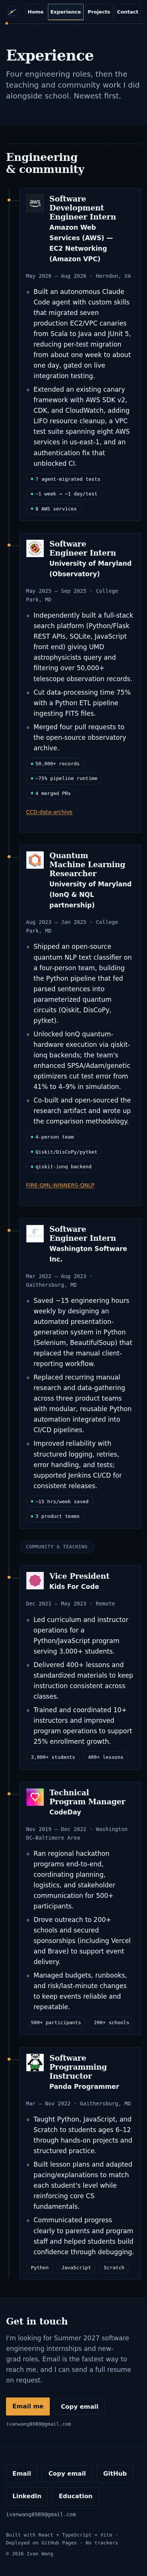 Home Experience Projects Contact
Experience
Four engineering roles, then the
teaching and community work I did
alongside school. Newest first.
Engineering
& community
aws
Software
Development
Engineer Intern
Amazon Web
Services (AWS) —
EC2 Networking
(Amazon VPC)
May 2026 — Aug 2026 · Herndon, VA
Built an autonomous Claude
Code agent with custom skills
that migrated seven
production EC2/VPC canaries
from Scala to Java and JUnit 5,
reducing per-test migration
from about one week to about
one day, gated on live
integration testing.
Extended an existing canary
framework with AWS SDK v2,
CDK, and CloudWatch, adding
LIFO resource cleanup, a VPC
test suite spanning eight AWS
services in us-east-1, and an
authentication fix that
unblocked CI.
7 agent-migrated tests
~1 week → ~1 day/test
8 AWS services
Software
Engineer Intern
University of Maryland
(Observatory)
May 2025 — Sep 2025 · College
Park, MD
Independently built a full-stack
search platform (Python/Flask
REST APIs, SQLite, JavaScript
front end) giving UMD
astrophysicists query and
filtering over 50,000+
telescope observation records.
Cut data-processing time 75%
with a Python ETL pipeline
ingesting FITS files.
Merged four pull requests to
the open-source observatory
archive.
50,000+ records
−75% pipeline runtime
4 merged PRs
CCD-data-archive
Quantum
Machine Learning
Researcher
University of Maryland
(IonQ & NQL
partnership)
Aug 2023 — Jan 2025 · College
Park, MD
Shipped an open-source
quantum NLP text classifier on
a four-person team, building
the Python pipeline that
turned parsed sentences into
parameterized quantum
circuits (Qiskit, DisCoPy,
pytket).
Unlocked IonQ quantum-
hardware execution via qiskit-
ionq backends; the team's
enhanced SPSA/Adam/genetic
optimizers cut test error from
41% to 4–9% in simulation.
Co-built the open-sourced
research artifact and wrote up
the comparison methodology.
4-person team
Qiskit/DisCoPy/pytket
qiskit-ionq backend
FIRE-QML-WINNERS-QNLP
Software
Engineer Intern
Washington Software
Inc.
Mar 2022 — Aug 2023 ·
Gaithersburg, MD
Saved ~15 engineering hours
weekly by designing an
automated presentation-
generation system in Python
(Selenium, BeautifulSoup) that
replaced the manual client-
reporting workflow.
Replaced recurring manual
research and data-gathering
across three product teams
with modular, reusable Python
automation integrated into
CI/CD pipelines.
Improved reliability with
structured logging, retries,
error handling, and tests;
supported Jenkins CI/CD for
consistent releases.
~15 hrs/week saved
3 product teams
COMMUNITY & TEACHING
Vice President
Kids For Code
Dec 2021 — May 2023 · Remote
Led curriculum and instructor
operations for a
Python/JavaScript program
serving 3,000+ students.
Delivered 400+ lessons and
standardized materials to keep
instruction consistent across
classes.
Trained and coordinated 10+
instructors and improved
program operations to support
25% enrollment growth.
3,000+ students 400+ lessons
Technical
Program Manager
CodeDay
Nov 2019 — Dec 2022 · Washington
DC–Baltimore Area
Ran regional hackathon
programs end-to-end,
coordinating planning,
logistics, and stakeholder
communication for 500+
participants.
Drove outreach to 200+
schools and secured
sponsorships (including Vercel
and Brave) to support event
delivery.
Managed budgets, runbooks,
and risk/last-minute changes
to keep events reliable and
repeatable.
500+ participants 200+ schools
Software
Programming
Instructor
Panda Programmer
Mar — Nov 2022 · Gaithersburg, MD
Taught Python, JavaScript, and
Scratch to students ages 6–12
through hands-on projects and
structured practice.
Built lesson plans and adapted
pacing/explanations to match
each student's level while
reinforcing core CS
fundamentals.
Communicated progress
clearly to parents and program
staff and helped students build
confidence through debugging.
Python JavaScript Scratch
Get in touch
I'm looking for Summer 2027 software
engineering internships and new-
grad roles. Email is the fastest way to
reach me, and I can send a full resume
on request.
Email me Copy email
ivanwang8989@gmail.com
Email Copy email GitHub
LinkedIn Education
ivanwang8989@gmail.com
Built with React + TypeScript + Vite ·
Deployed on GitHub Pages · No trackers
© 2026 Ivan Wang